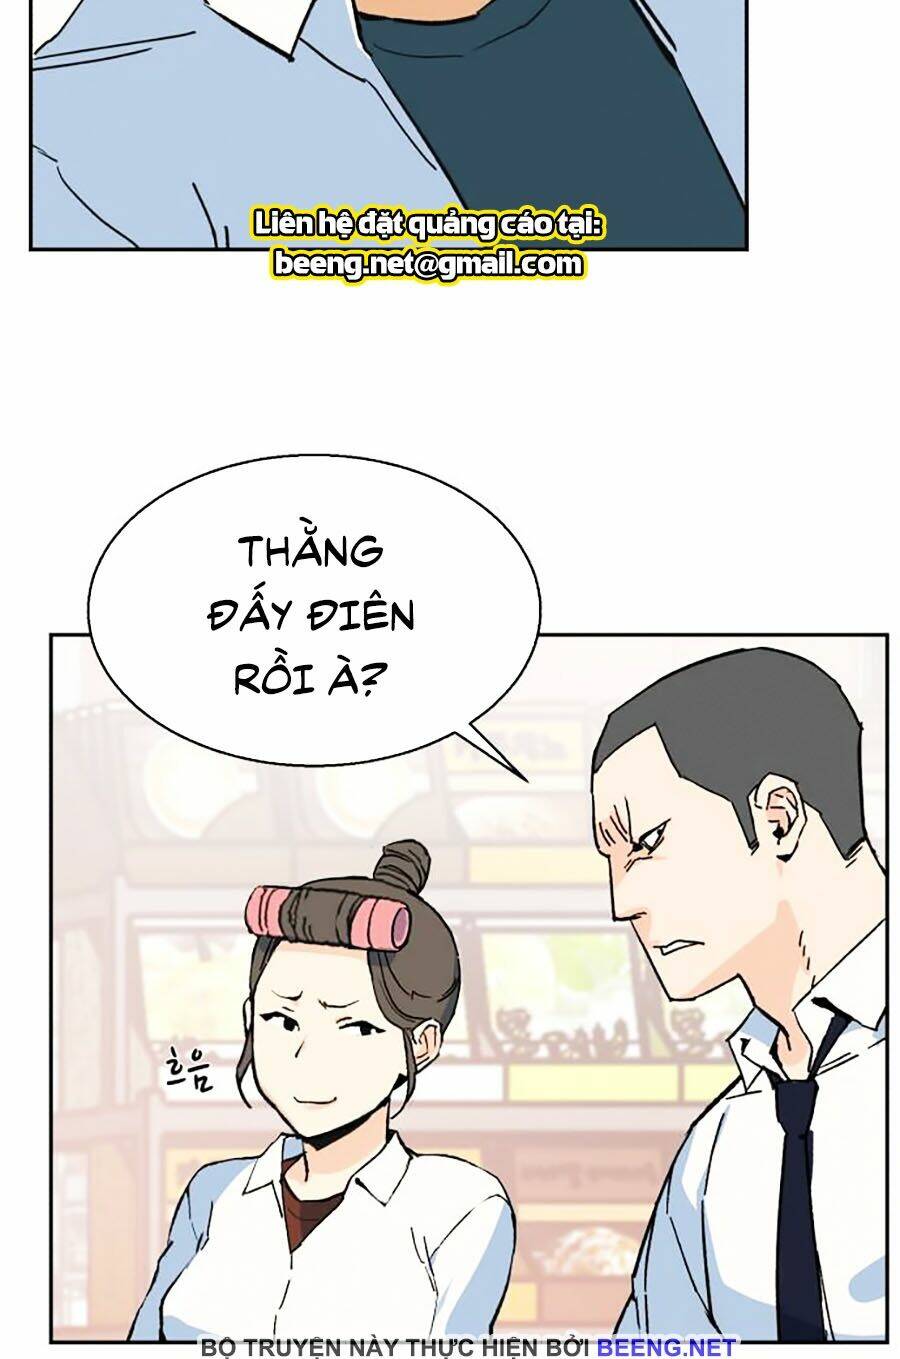 Liên hệ đặt quảng cáo tại:
beeng.net@gmail.com
THẰNG
ĐẤY ĐIÊN
RỒI À?
흐음
BỘ TRUYỆN NÀY THỰC HIỆN BỞI BEENG.NET